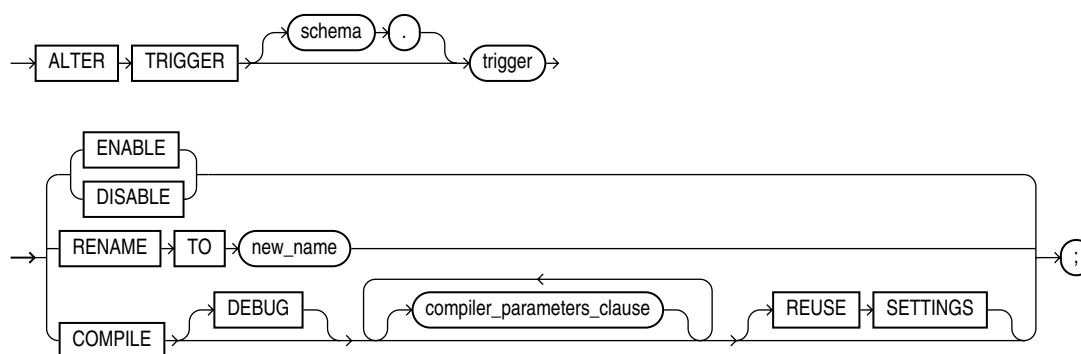 ALTER TRIGGER schema . trigger
ENABLE
DISABLE
RENAME TO new_name ;
COMPILE DEBUG compiler_parameters_clause REUSE SETTINGS